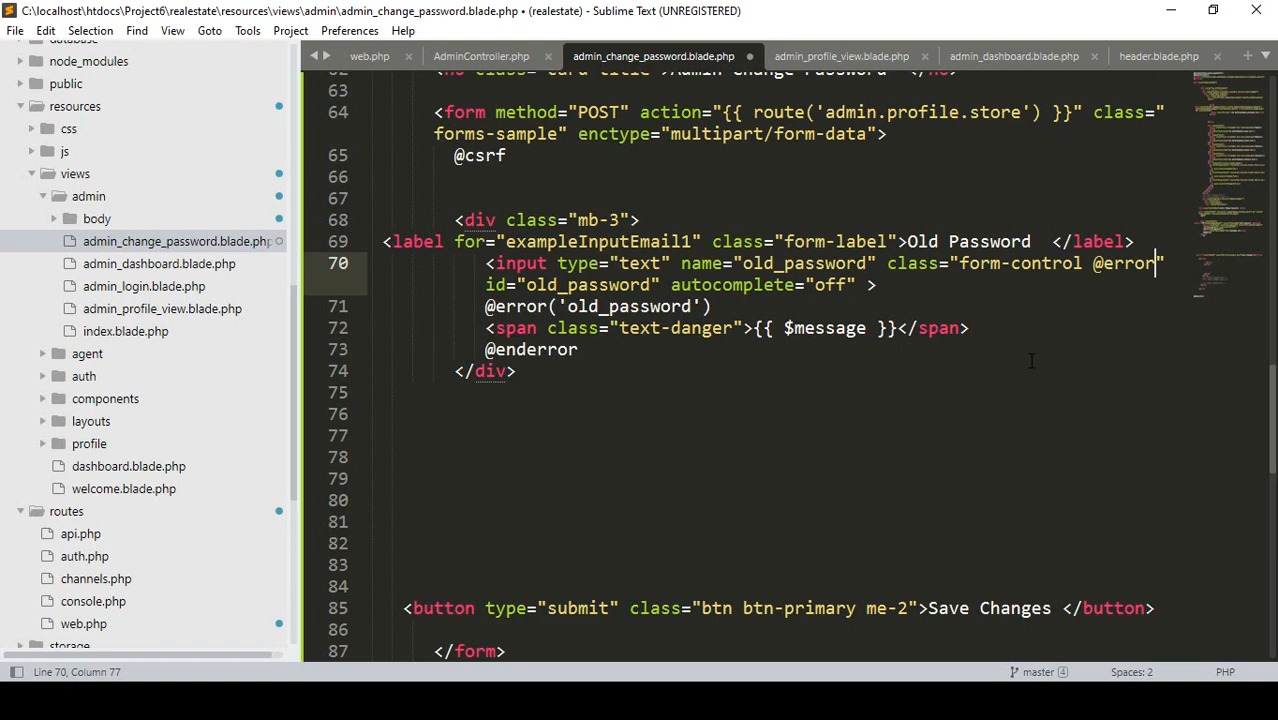 C:\localhost\htdocs\Project6\realestate\resources\views\admin\admin_change_password.blade.php • (realestate) - Sublime Text (UNREGISTERED)
File Edit Selection Find View Goto Tools Project Preferences Help
web.php × AdminController.php × admin_change_password.blade.php admin_profile_view.blade.php × admin_dashboard.blade.php × header.blade.php ×
node_modules
public
resources
css
js
views
admin
body
admin_change_password.blade.php
admin_dashboard.blade.php
admin_login.blade.php
admin_profile_view.blade.php
index.blade.php
agent
auth
components
layouts
profile
dashboard.blade.php
welcome.blade.php
routes
api.php
auth.php
channels.php
console.php
web.php
storage
63
64 <form method="POST" action="{{ route('admin.profile.store') }}" class="
forms-sample" enctype="multipart/form-data">
65 @csrf
66
67
68 <div class="mb-3">
69 <label for="exampleInputEmail1" class="form-label">Old Password </label>
70 <input type="text" name="old_password" class="form-control @error"
id="old_password" autocomplete="off" >
71 @error('old_password')
72 <span class="text-danger">{{ $message }}</span>
73 @enderror
74 </div>
75
76
77
78
79
80
81
82
83
84
85 <button type="submit" class="btn btn-primary me-2">Save Changes </button>
86
87 </form>
Line 70, Column 77 master 4 Spaces: 2 PHP